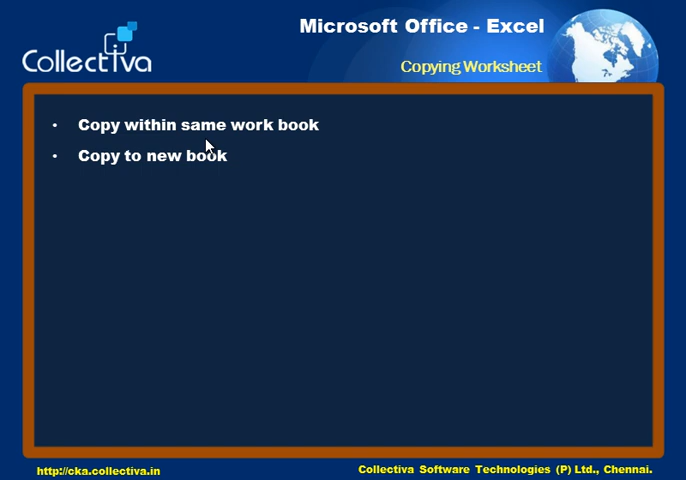 Collectiva
Microsoft Office - Excel
Copying Worksheet
• Copy within same work book
• Copy to new book
http://cka.collectiva.in
Collectiva Software Technologies (P) Ltd., Chennai.